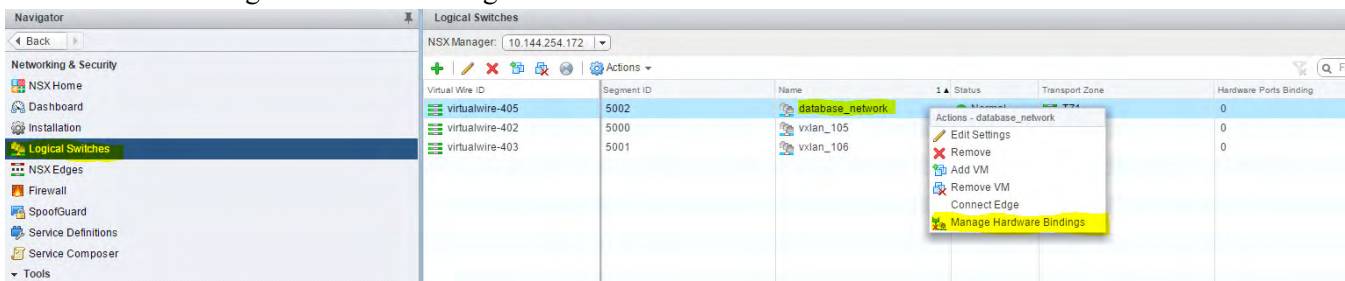 Navigator
Logical Switches
Back
NSX Manager: 10.144.254.172
Networking & Security
Actions
F
NSX Home
Virtual Wire ID Segment ID Name 1 Status Transport Zone Hardware Ports Binding
Dashboard
virtualwire-405 5002 database_network Normal TZ1 0
Installation
virtualwire-402 5000 vxlan_105 0
Logical Switches
virtualwire-403 5001 vxlan_106 0
NSX Edges
Firewall
SpoofGuard
Service Definitions
Service Composer
Tools
Actions - database_network
Edit Settings
Remove
Add VM
Remove VM
Connect Edge
Manage Hardware Bindings